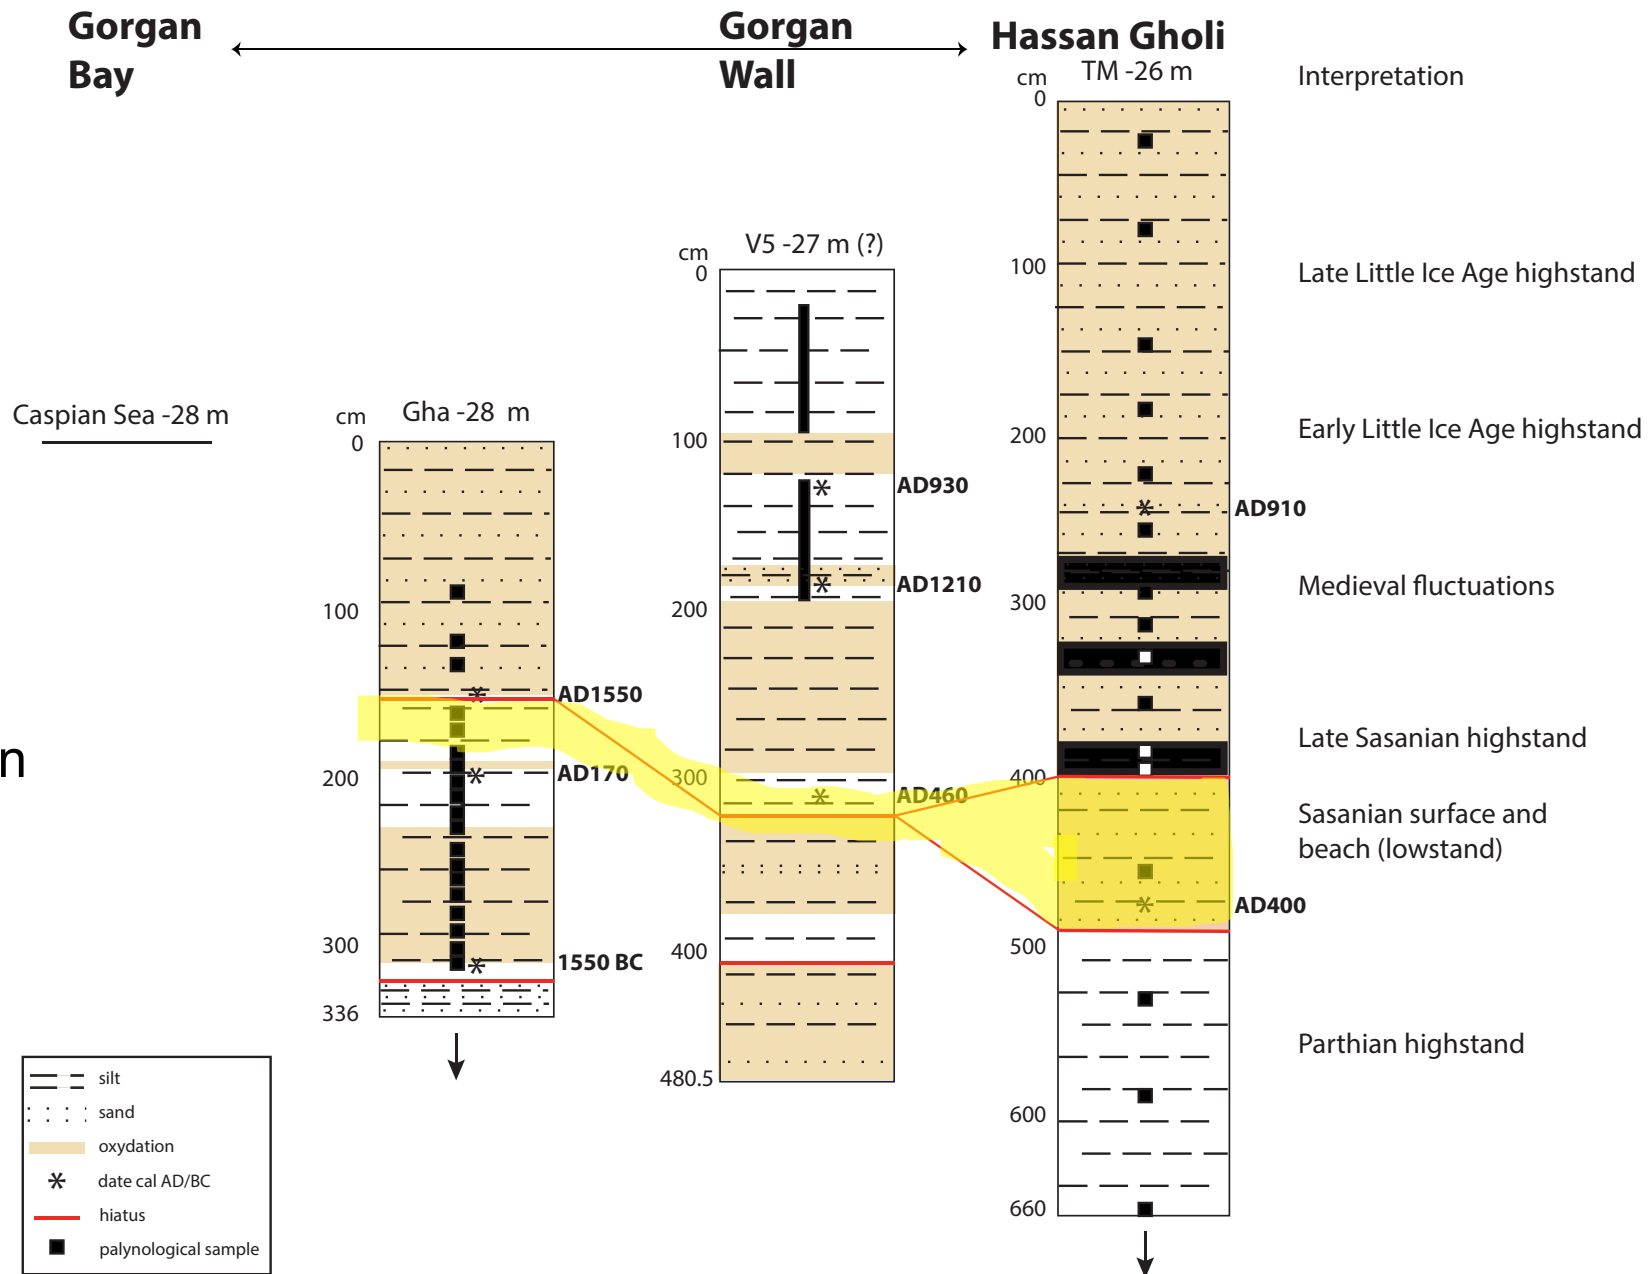 Gorgan
Bay
Gorgan
Wall
Hassan Gholi
TM -26 m
Interpretation
cm
0
100
200
300
400
500
600
660
AD910
AD400
Late Little Ice Age highstand
Early Little Ice Age highstand
Medieval fluctuations
Late Sasanian highstand
Sasanian surface and
beach (lowstand)
Parthian highstand
V5 -27 m (?)
cm
0
100
200
300
400
480.5
AD930
AD1210
AD460
Caspian Sea -28 m
Gha -28 m
cm
0
100
200
300
336
AD1550
AD170
1550 BC
n
silt
sand
oxydation
date cal AD/BC
hiatus
palynological sample